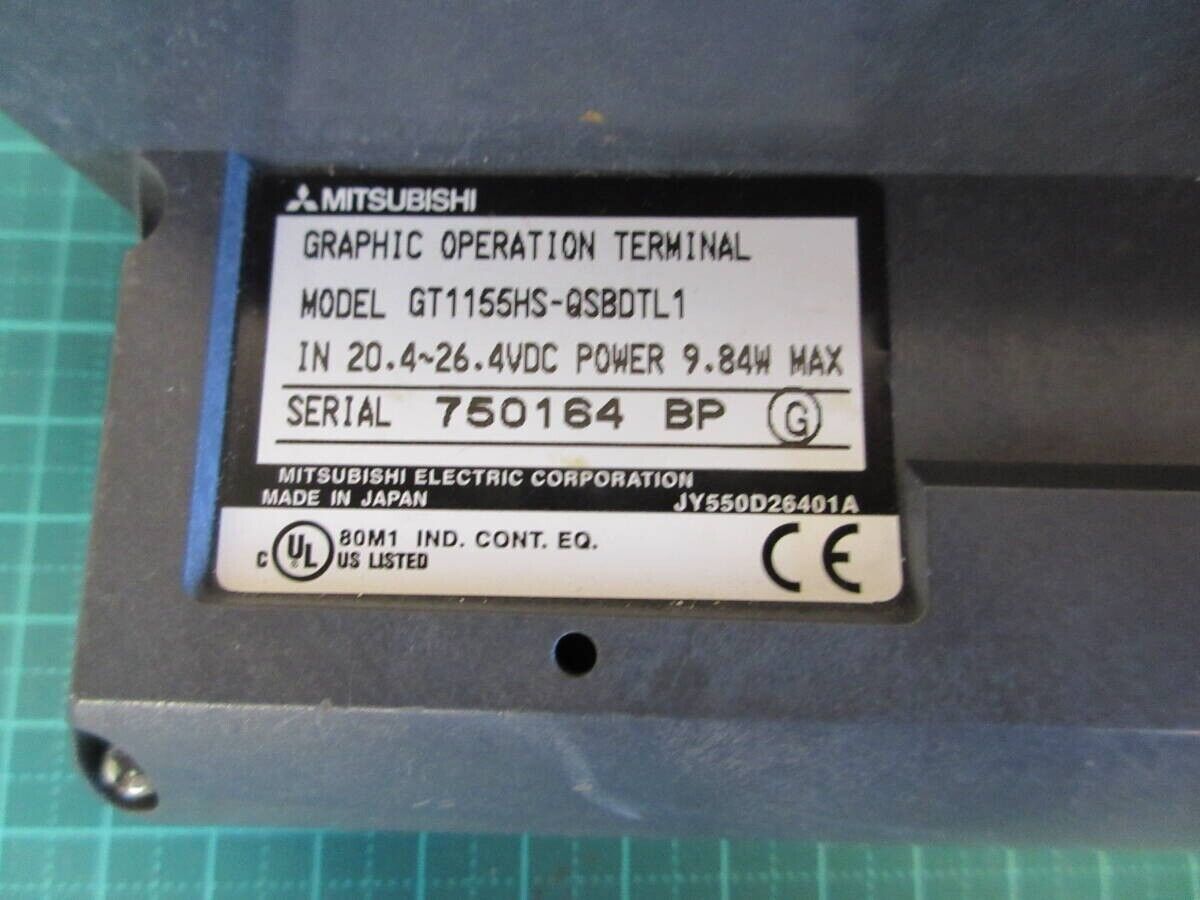 MITSUBISHI
GRAPHIC OPERATION TERMINAL
MODEL GT1155HS-QSBDTL1
IN 20.4~26.4VDC POWER 9.84W MAX
SERIAL 750164 BP G
MITSUBISHI ELECTRIC CORPORATION
MADE IN JAPAN JY550D26401A
C UL ® 80M1 IND. CONT. EQ.
US LISTED
CE